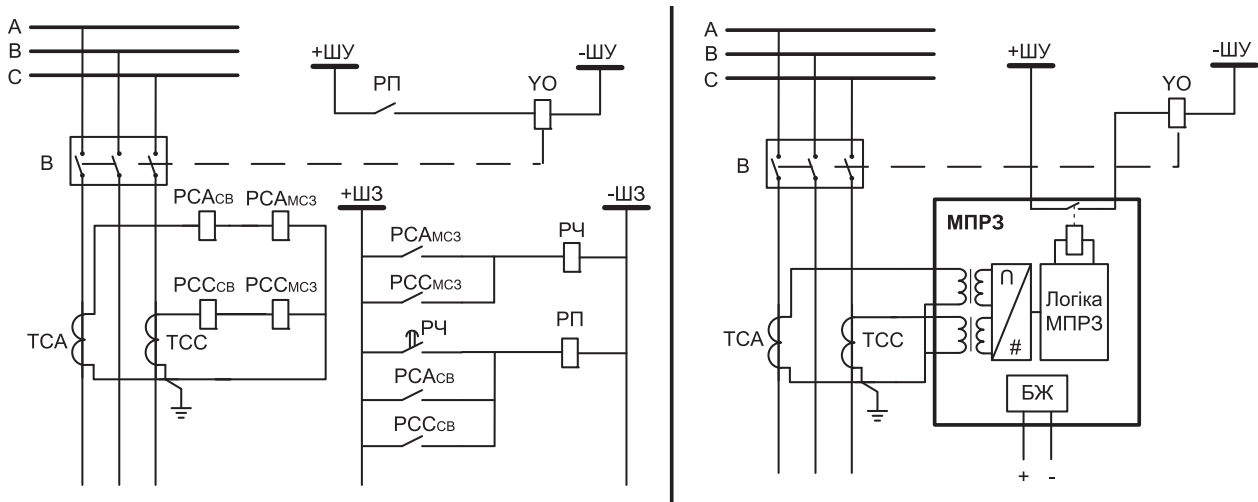 A
B
C
+ШУ
-ШУ
РП
YO
В
РСАСВ
РСАМСЗ
РССсв
РССМСЗ
ТСА
ТСС
+ШЗ
-ШЗ
РСАМСЗ
РЧ
РССМСЗ
РЧ
РП
РСАСВ
РССсв
A
B
C
+ШУ
-ШУ
YO
В
МПРЗ
∩
#
Логіка
МПРЗ
ТСА
ТСС
БЖ
+ -